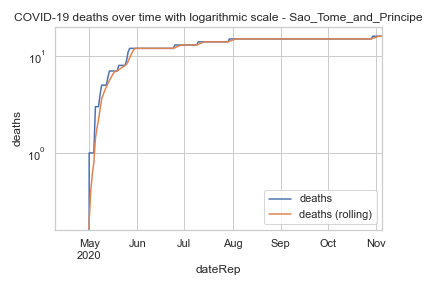 COVID-19 deaths over time with logarithmic scale - Sao_Tome_and_Principe
10¹
10⁰
deaths
deaths
deaths (rolling)
May Jun Jul Aug Sep Oct Nov
2020
dateRep